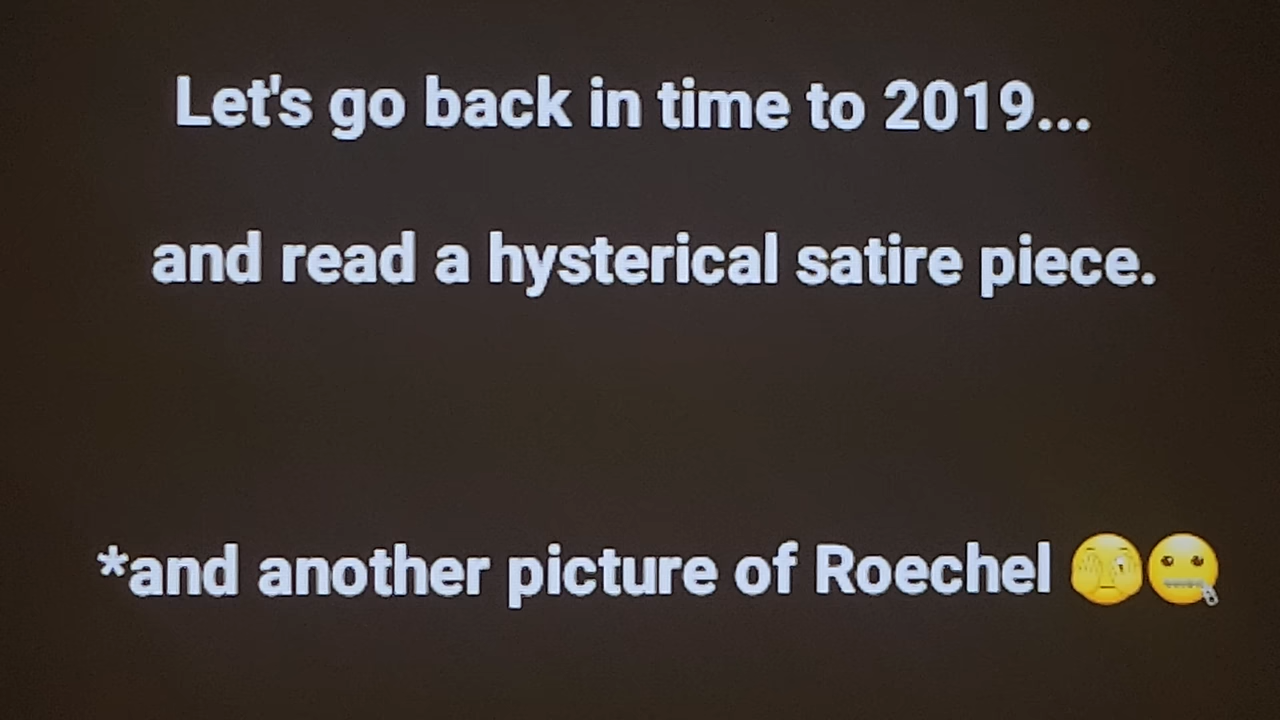 Let's go back in time to 2019...
and read a hysterical satire piece.
*and another picture of Roechel 🫣🤐